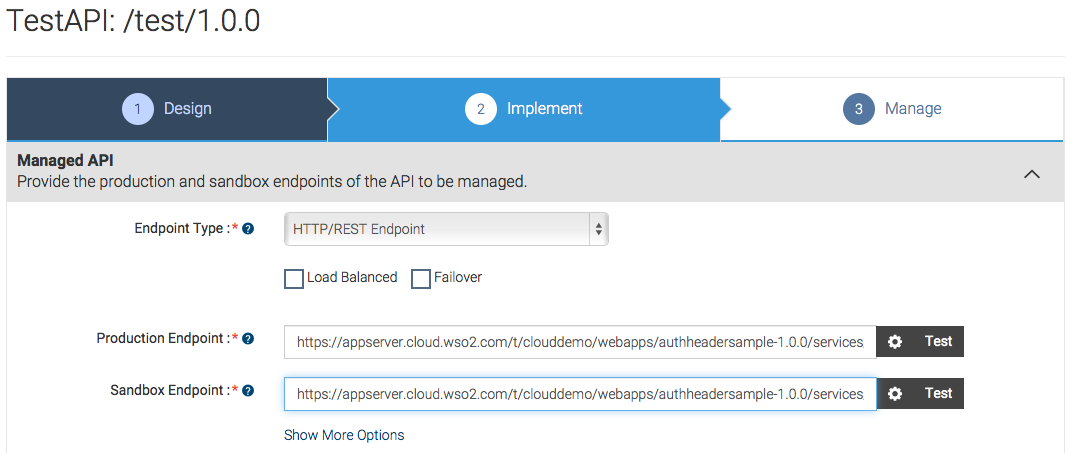 TestAPI: /test/1.0.0
1 Design 2 Implement 3 Manage
Managed API
Provide the production and sandbox endpoints of the API to be managed.
Endpoint Type :* ? HTTP/REST Endpoint
Load Balanced Failover
Production Endpoint :* ? https://appserver.cloud.wso2.com/t/clouddemo/webapps/authheadersample-1.0.0/services, Test
Sandbox Endpoint :* ? https://appserver.cloud.wso2.com/t/clouddemo/webapps/authheadersample-1.0.0/services, Test
Show More Options